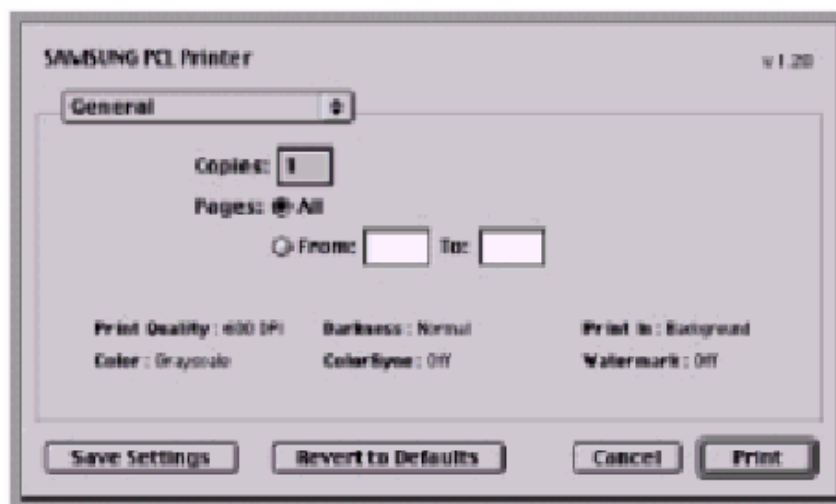 SAMSUNG PCL Printer v 1.20
General
Copies: 1
Pages: All
From: To:
Print Quality : 600 DPI Darkness : Normal Print In : Background
Color : Grayscale ColorSync : Off Watermark : Off
Save Settings Revert to Defaults Cancel Print